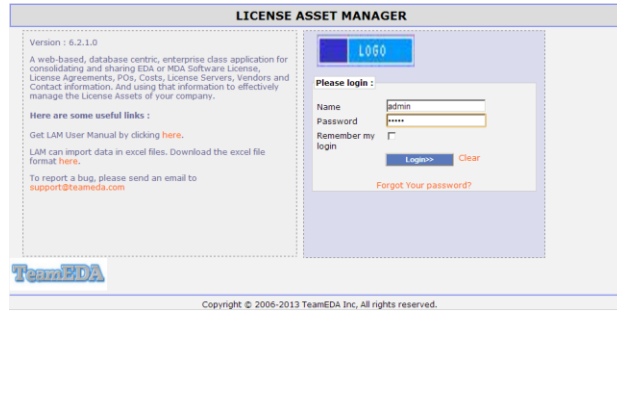 LICENSE ASSET MANAGER
Version : 6.2.1.0
A web-based, database centric, enterprise class application for
consolidating and sharing EDA or MDA Software License,
License Agreements, POs, Costs, License Servers, Vendors and
Contact information. And using that information to effectively
manage the License Assets of your company.
Here are some useful links :
Get LAM User Manual by clicking here.
LAM can import data in excel files. Download the excel file
format here.
To report a bug, please send an email to
support@teameda.com
LOGO
Please login :
Name admin
Password •••••
Remember my
login
Login>> Clear
Forgot Your password?
TeamEDA
Copyright © 2006-2013 TeamEDA Inc, All rights reserved.